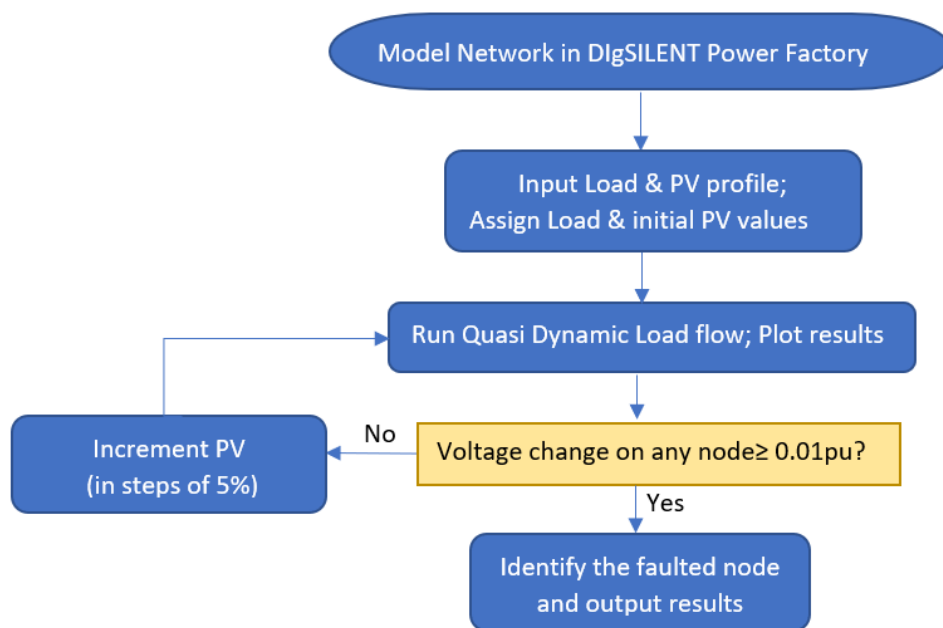 Model Network in DIgSILENT Power Factory
Input Load & PV profile;
Assign Load & initial PV values
Run Quasi Dynamic Load flow; Plot results
Increment PV
(in steps of 5%)
No
Voltage change on any node≥ 0.01pu?
Yes
Identify the faulted node
and output results